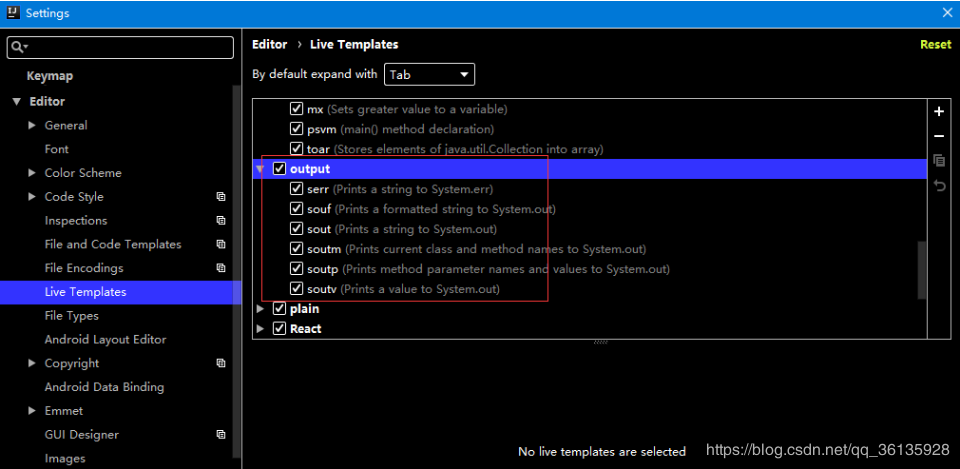 Settings
Keymap
Editor
General
Font
Color Scheme
Code Style
Inspections
File and Code Templates
File Encodings
Live Templates
File Types
Android Layout Editor
Copyright
Android Data Binding
Emmet
GUI Designer
Images
Editor › Live Templates
Reset
By default expand with Tab
mx (Sets greater value to a variable)
psvm (main() method declaration)
toar (Stores elements of java.util.Collection into array)
output
serr (Prints a string to System.err)
souf (Prints a formatted string to System.out)
sout (Prints a string to System.out)
soutm (Prints current class and method names to System.out)
soutp (Prints method parameter names and values to System.out)
soutv (Prints a value to System.out)
plain
React
No live templates are selected
https://blog.csdn.net/qq_36135928